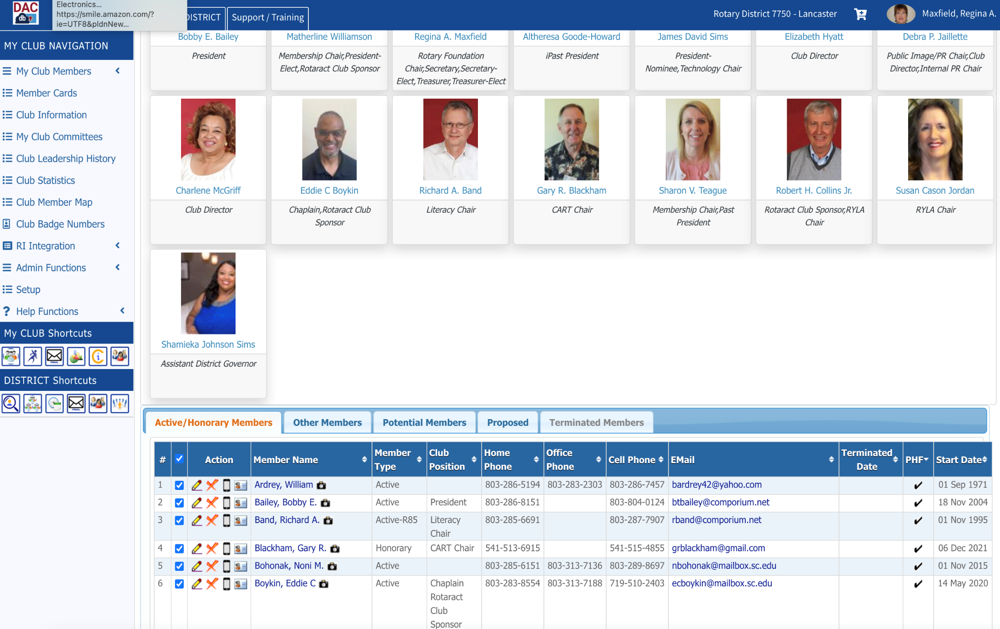 DAC
db
Electronics...
https://smile.amazon.com/?
ie=UTF8&pldnNew...
DISTRICT
Support / Training
Rotary District 7750 - Lancaster
Maxfield, Regina A.
MY CLUB NAVIGATION
My Club Members
Member Cards
Club Information
My Club Committees
Club Leadership History
Club Statistics
Club Member Map
Club Badge Numbers
RI Integration
Admin Functions
Setup
Help Functions
My CLUB Shortcuts
PMAIL
DISTRICT Shortcuts
PMAIL
Bobby E. Bailey
President
Matherline Williamson
Membership Chair,President-
Elect,Rotaract Club Sponsor
Regina A. Maxfield
Rotary Foundation
Chair,Secretary,Secretary-
Elect,Treasurer,Treasurer-Elect
Altheresa Goode-Howard
iPast President
James David Sims
President-
Nominee,Technology Chair
Elizabeth Hyatt
Club Director
Debra P. Jaillette
Public Image/PR Chair,Club
Director,Internal PR Chair
Charlene McGriff
Club Director
Eddie C Boykin
Chaplain,Rotaract Club
Sponsor
Richard A. Band
Literacy Chair
Gary R. Blackham
CART Chair
Sharon V. Teague
Membership Chair,Past
President
Robert H. Collins Jr.
Rotaract Club Sponsor,RYLA
Chair
Susan Cason Jordan
RYLA Chair
Shamieka Johnson Sims
Assistant District Governor
Active/Honorary Members Other Members Potential Members Proposed Terminated Members
# Action Member Name Member Type Club Position Home Phone Office Phone Cell Phone EMail Terminated Date PHF Start Date
1 Ardrey, William Active 803-286-5194 803-283-2303 803-286-7457 bardrey42@yahoo.com ✔ 01 Sep 1971
2 Bailey, Bobby E. Active President 803-286-8151 803-804-0124 btbailey@comporium.net ✔ 18 Nov 2004
3 Band, Richard A. Active-R85 Literacy Chair 803-285-6691 803-287-7907 rband@comporium.net ✔ 01 Nov 1995
4 Blackham, Gary R. Honorary CART Chair 541-513-6915 541-515-4855 grblackham@gmail.com ✔ 06 Dec 2021
5 Bohonak, Noni M. Active 803-285-6151 803-313-7136 803-289-8697 nbohonak@mailbox.sc.edu ✔ 01 Nov 2015
6 Boykin, Eddie C Active Chaplain 803-283-8554 803-313-7188 719-510-2403 ecboykin@mailbox.sc.edu ✔ 14 May 2020
Rotaract
Club
Sponsor